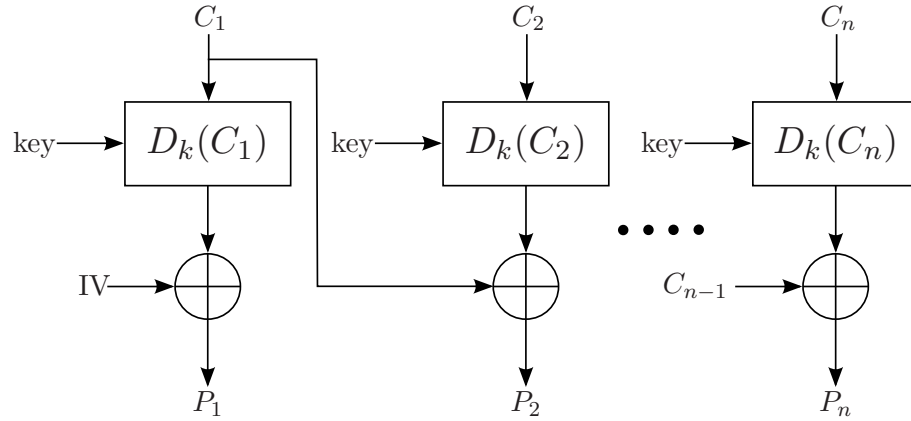 C₁ C₂ Cₙ
key Dₖ(C₁) key Dₖ(C₂) key Dₖ(Cₙ)
IV Cₙ₋₁
P₁ P₂ Pₙ